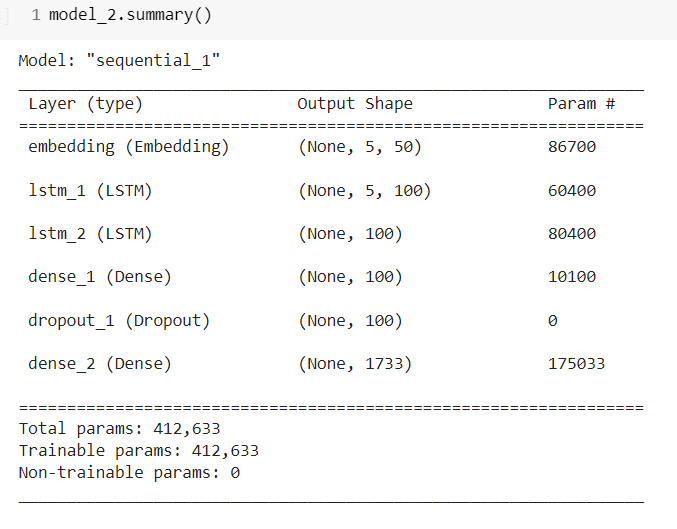 1 model_2.summary()
Model: "sequential_1"
Layer (type) Output Shape Param #
embedding (Embedding) (None, 5, 50) 86700
lstm_1 (LSTM) (None, 5, 100) 60400
lstm_2 (LSTM) (None, 100) 80400
dense_1 (Dense) (None, 100) 10100
dropout_1 (Dropout) (None, 100) 0
dense_2 (Dense) (None, 1733) 175033
Total params: 412,633
Trainable params: 412,633
Non-trainable params: 0